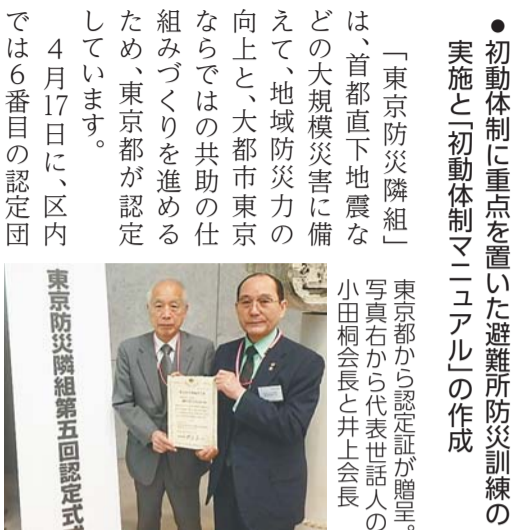 ●初動体制に重点を置いた避難所防災訓練の
実施と「初動体制マニュアル」の作成
「東京防災隣組」
は、首都直下地震な
どの大規模災害に備
えて、地域防災力の
向上と、大都市東京
ならではの共助の仕
組みづくりを進める
ため、東京都が認定
しています。
4月17日に、区内
では6番目の認定団
東京都から認定証が贈呈。
写真右から代表世話人の
小田桐会長と井上会長
東京防災隣組第五回認定式